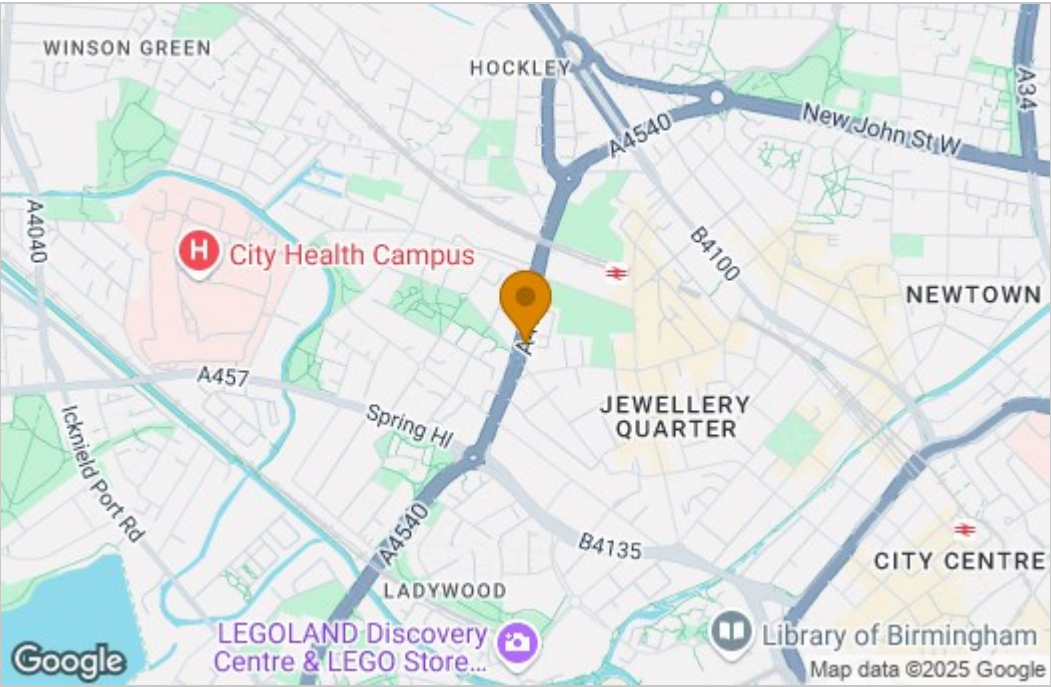 WINSON GREEN
HOCKLEY
A34
A4540
New John St W
A4040
H
City Health Campus
B4100
NEWTOWN
A457
Spring Hl
JEWELLERY
QUARTER
Icknield Port Rd
A4540
B4135
CITY CENTRE
LADYWOOD
LEGOLAND Discovery
Centre & LEGO Store...
Library of Birmingham
Google
Map data ©2025 Google